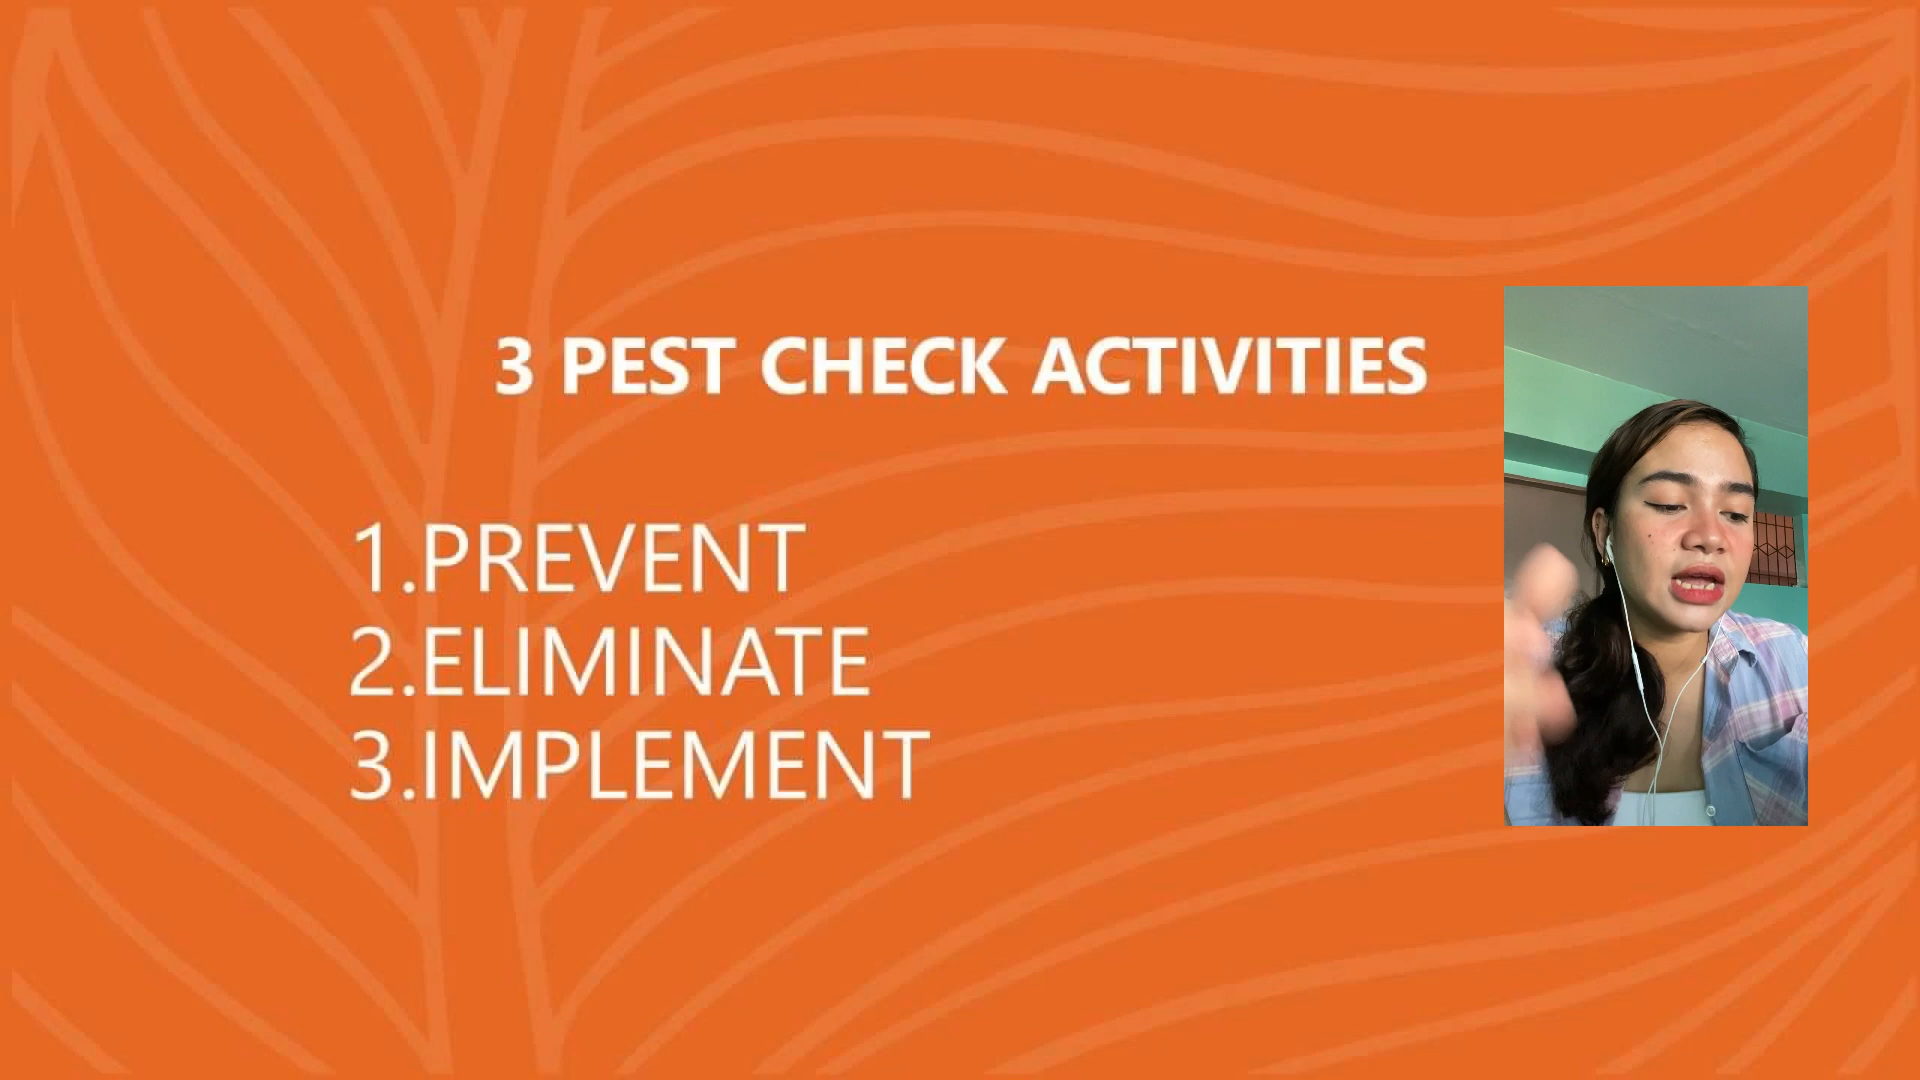 3 PEST CHECK ACTIVITIES
1.PREVENT
2.ELIMINATE
3.IMPLEMENT